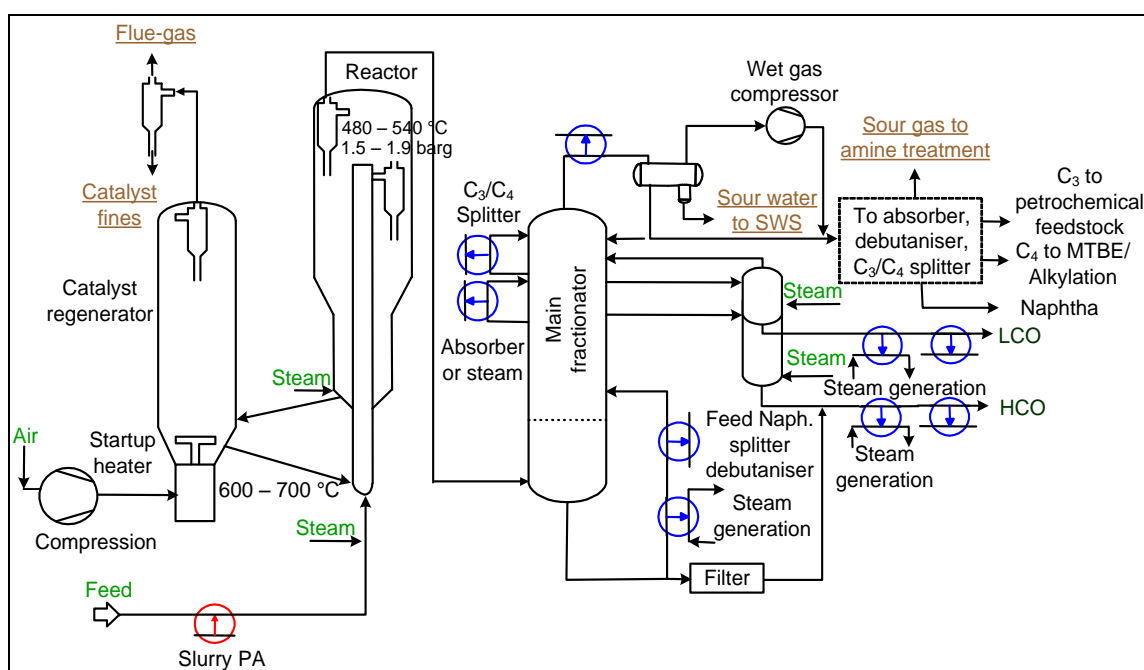 Flue-gas
Reactor
Wet gas
compressor
480 – 540 °C
1.5 – 1.9 barg
Sour gas to
amine treatment
Catalyst
fines
C₃/C₄
Splitter
Sour water
to SWS
To absorber,
debutaniser,
C₃/C₄ splitter
C₃ to
petrochemical
feedstock
C₄ to MTBE/
Alkylation
Naphtha
Catalyst
regenerator
Main
fractionator
Steam
Absorber
or steam
LCO
Steam
Steam
Steam generation
HCO
Air
Startup
heater
600 – 700 °C
Feed Naph.
splitter
debutaniser
Steam
generation
Steam
generation
Compression
Steam
Filter
Feed
Slurry PA